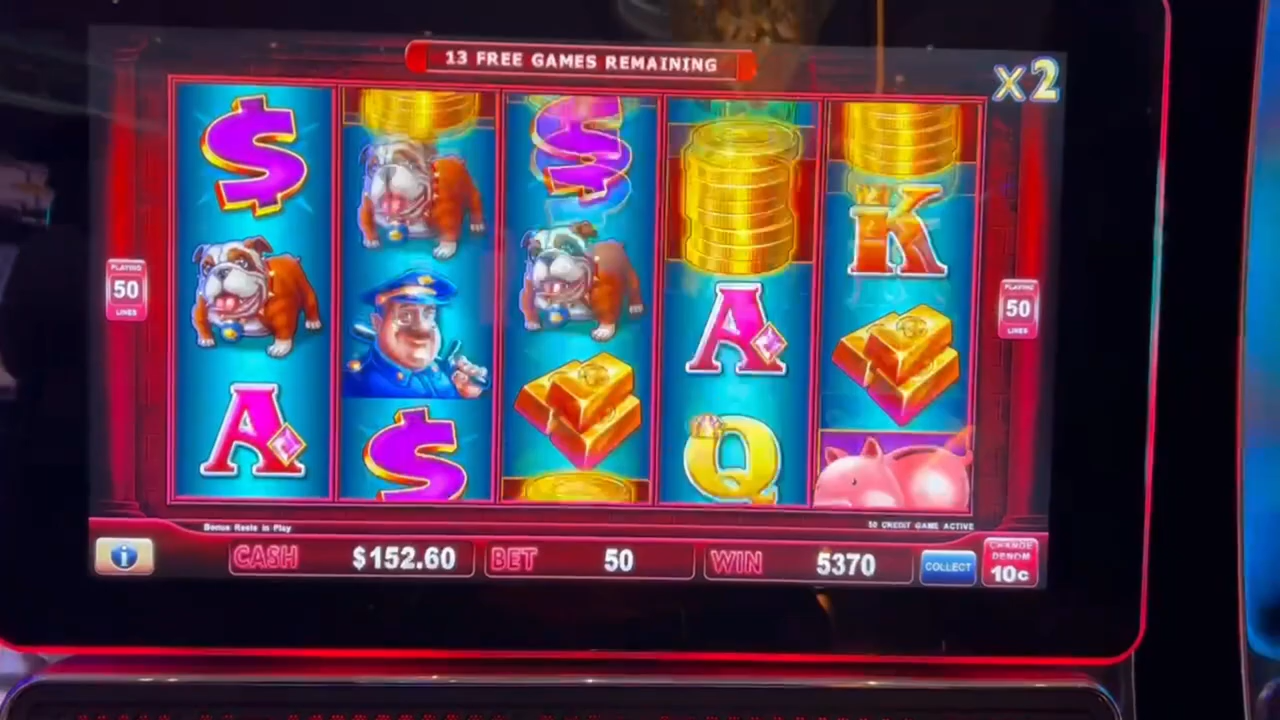 13 FREE GAMES REMAINING
x2
$
$
K
PLAYING
50
LINES
A
PLAYING
50
LINES
A
$
Q
Bonus Reels in Play
50 CREDIT GAME ACTIVE
i
CASH $152.60
BET 50
WIN 5370
COLLECT
CHANGE
DENOM
10¢